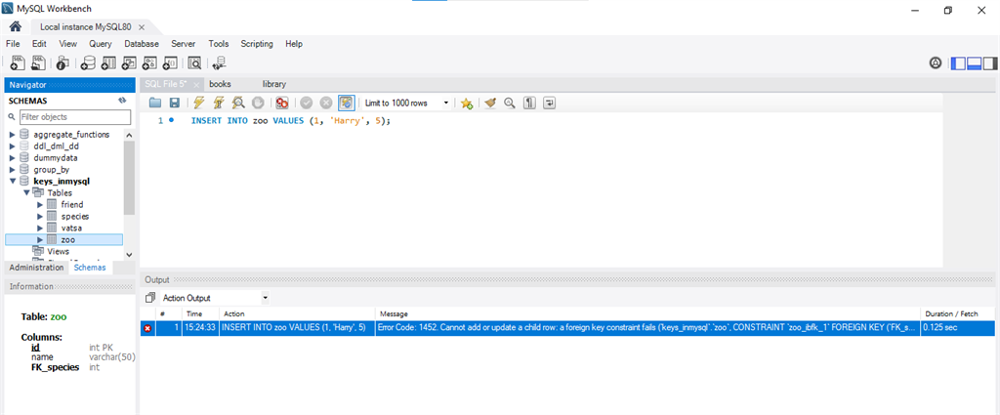 MySQL Workbench
Local instance MySQL80
File Edit View Query Database Server Tools Scripting Help
Navigator
SCHEMAS
Filter objects
aggregate_functions
ddl_dml_dd
dummydata
group_by
keys_inmysql
Tables
friend
species
vatsa
zoo
Views
Administration Schemas
Information
Table: zoo
Columns:
id int PK
name varchar(50)
FK_species int
SQL File 5* books library
Limit to 1000 rows
1 INSERT INTO zoo VALUES (1, 'Harry', 5);
Output
Action Output
# Time Action Message Duration / Fetch
1 15:24:33 INSERT INTO zoo VALUES (1, 'Harry', 5) Error Code: 1452. Cannot add or update a child row: a foreign key constraint fails (`keys_inmysql`.`zoo`, CONSTRAINT `zoo_ibfk_1` FOREIGN KEY (`FK_s... 0.125 sec